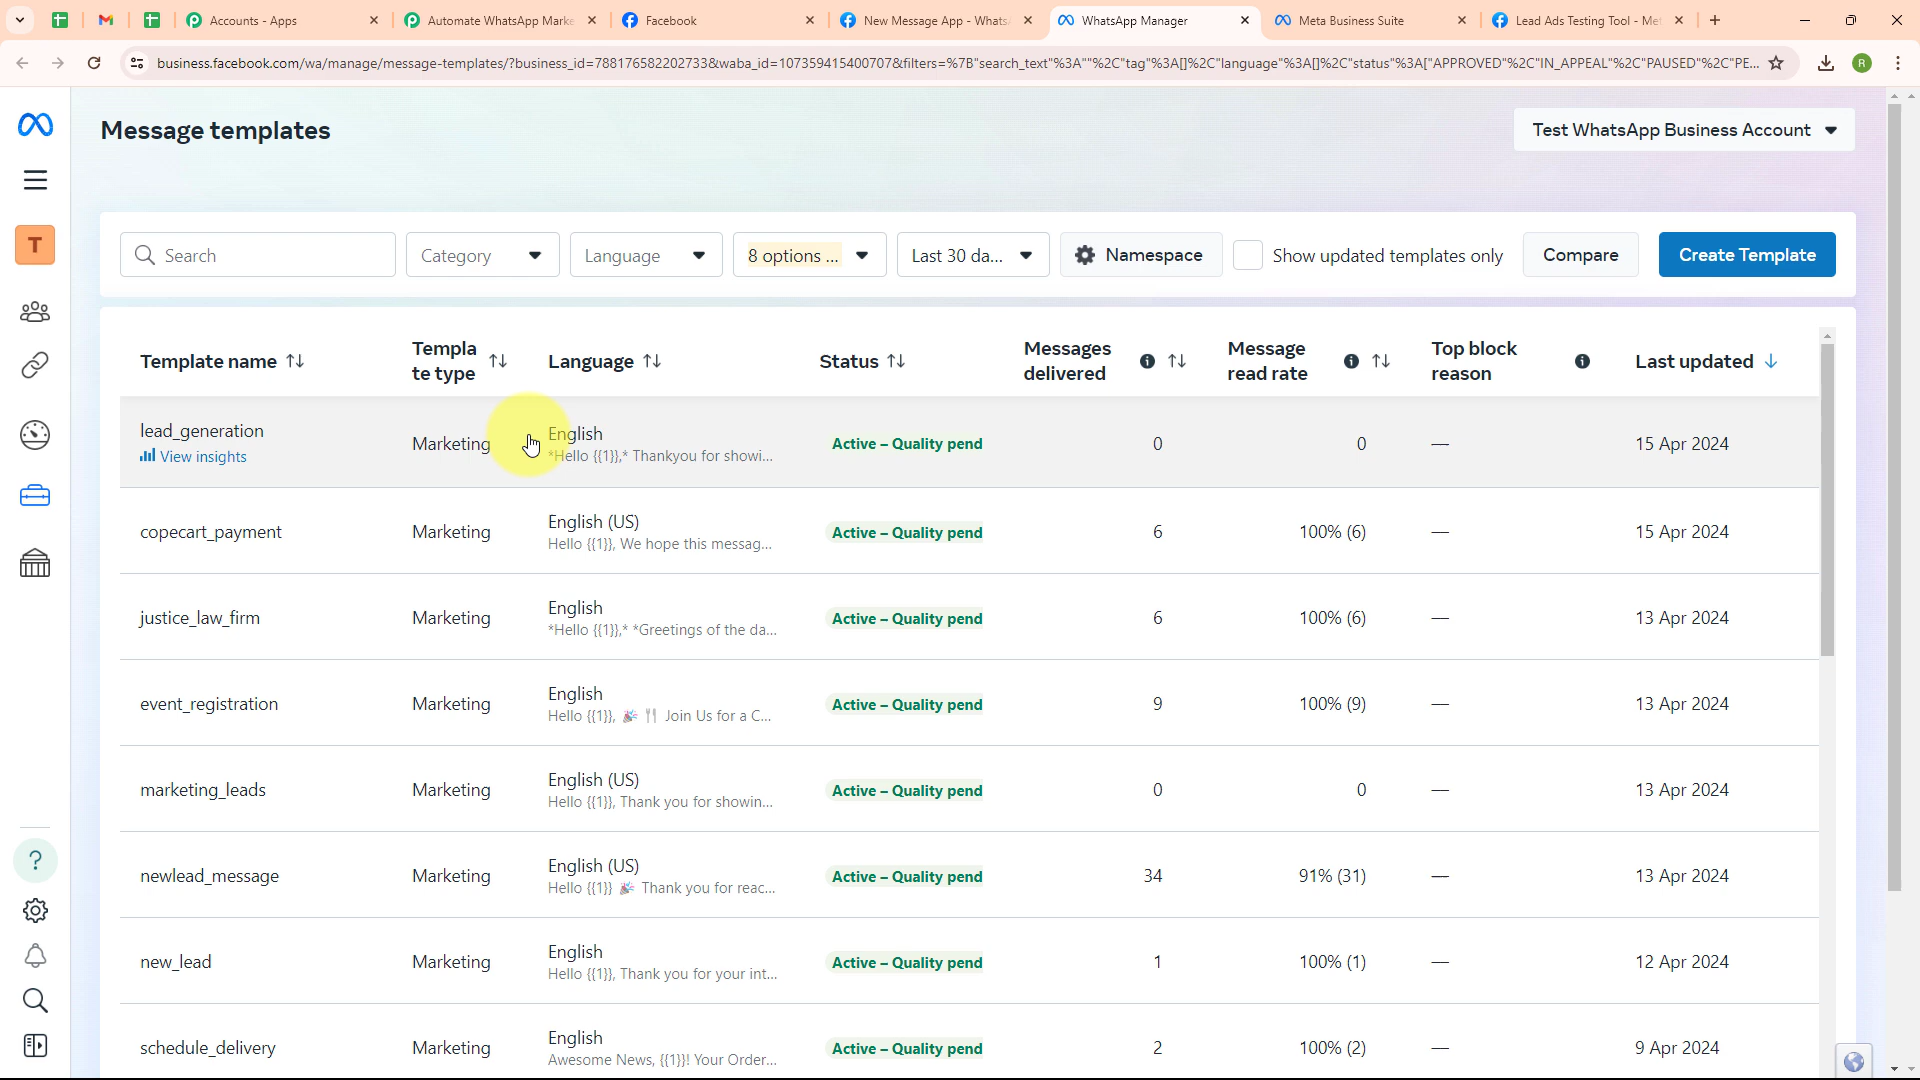 Accounts - Apps
Automate WhatsApp Marke
Facebook
New Message App - Whats
WhatsApp Manager
Meta Business Suite
Lead Ads Testing Tool - Met
business.facebook.com/wa/manage/message-templates/?business_id=788176582202733&waba_id=107359415400707&filters=%7B"search_text"%3A""%2C"tag"%3A[]%2C"language"%3A[]%2C"status"%3A["APPROVED"%2C"IN_APPEAL"%2C"PAUSED"%2C"PE...
R
Message templates
Test WhatsApp Business Account
T
Search
Category
Language
8 options ...
Last 30 da...
Namespace
Show updated templates only
Compare
Create Template
Template name
Templa
te type
Language
Status
Messages
delivered
Message
read rate
Top block
reason
Last updated
lead_generation
View insights
Marketing
English
*Hello {{1}},* Thankyou for showi...
Active – Quality pend
0
0
—
15 Apr 2024
copecart_payment
Marketing
English (US)
Hello {{1}}, We hope this messag...
Active – Quality pend
6
100% (6)
—
15 Apr 2024
justice_law_firm
Marketing
English
*Hello {{1}},* *Greetings of the da...
Active – Quality pend
6
100% (6)
—
13 Apr 2024
event_registration
Marketing
English
Hello {{1}}, 🎉 🍴 Join Us for a C...
Active – Quality pend
9
100% (9)
—
13 Apr 2024
marketing_leads
Marketing
English (US)
Hello {{1}}, Thank you for showin...
Active – Quality pend
0
0
—
13 Apr 2024
newlead_message
Marketing
English (US)
Hello {{1}} 🎉 Thank you for reac...
Active – Quality pend
34
91% (31)
—
13 Apr 2024
new_lead
Marketing
English
Hello {{1}}, Thank you for your int...
Active – Quality pend
1
100% (1)
—
12 Apr 2024
schedule_delivery
Marketing
English
Awesome News, {{1}}! Your Order...
Active – Quality pend
2
100% (2)
—
9 Apr 2024